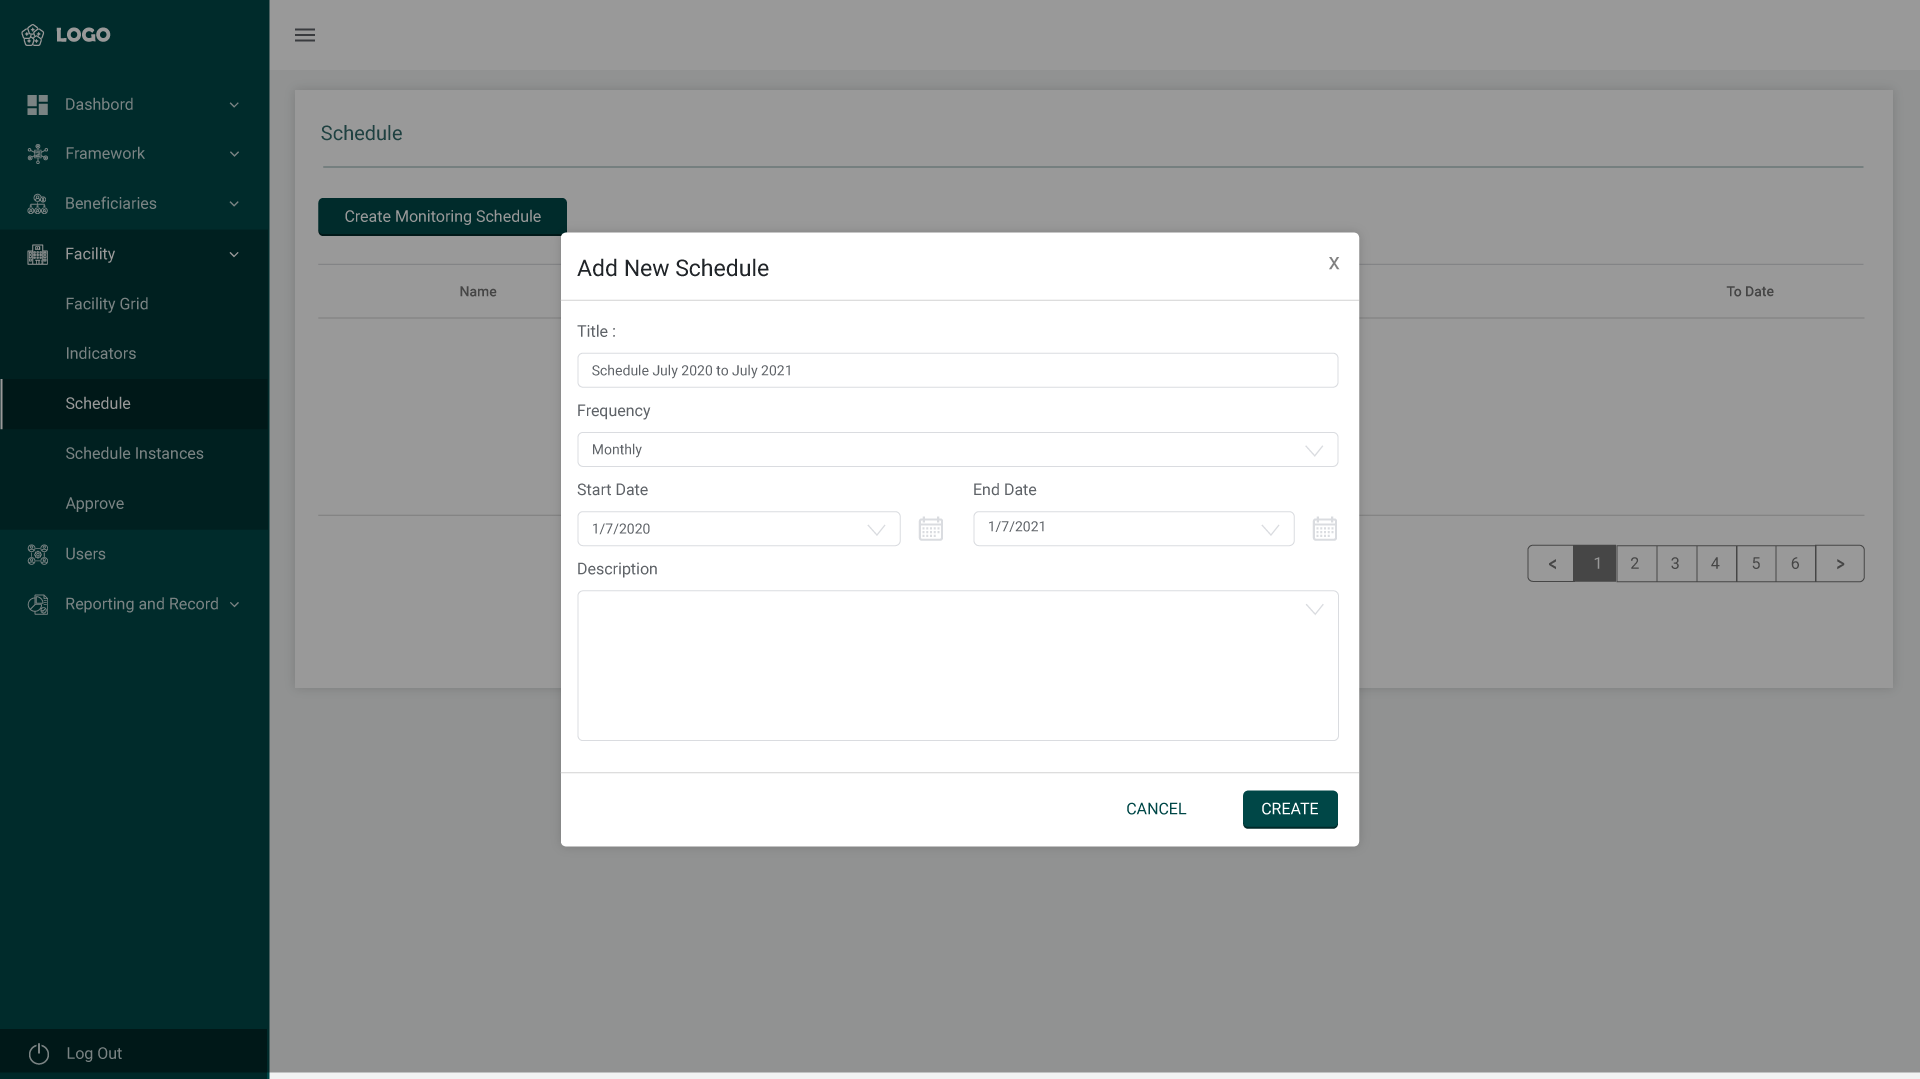 LOGO
Dashbord
Framework
Beneficiaries
Facility
Facility Grid
Indicators
Schedule
Schedule Instances
Approve
Users
Reporting and Record
Log Out
Schedule
Create Monitoring Schedule
Name
To Date
Add New Schedule
X
Title :
Schedule July 2020 to July 2021
Frequency
Monthly
Start Date
End Date
1/7/2020
1/7/2021
Description
CANCEL
CREATE
< 1 2 3 4 5 6 >